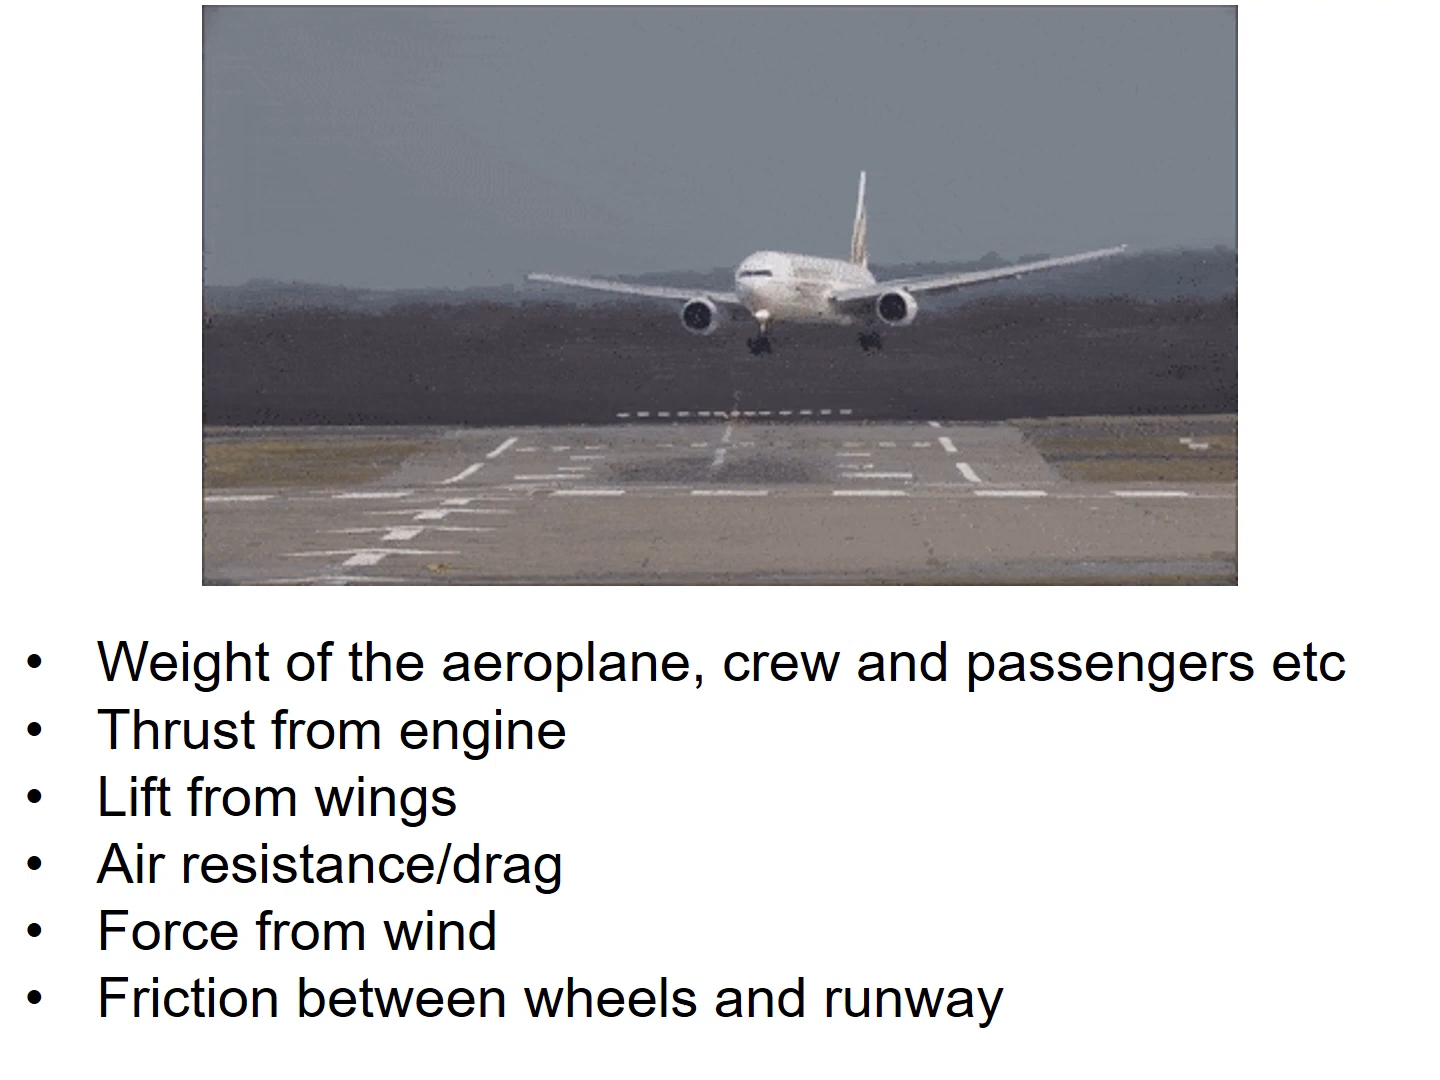 • Weight of the aeroplane, crew and passengers etc
• Thrust from engine
• Lift from wings
• Air resistance/drag
• Force from wind
• Friction between wheels and runway